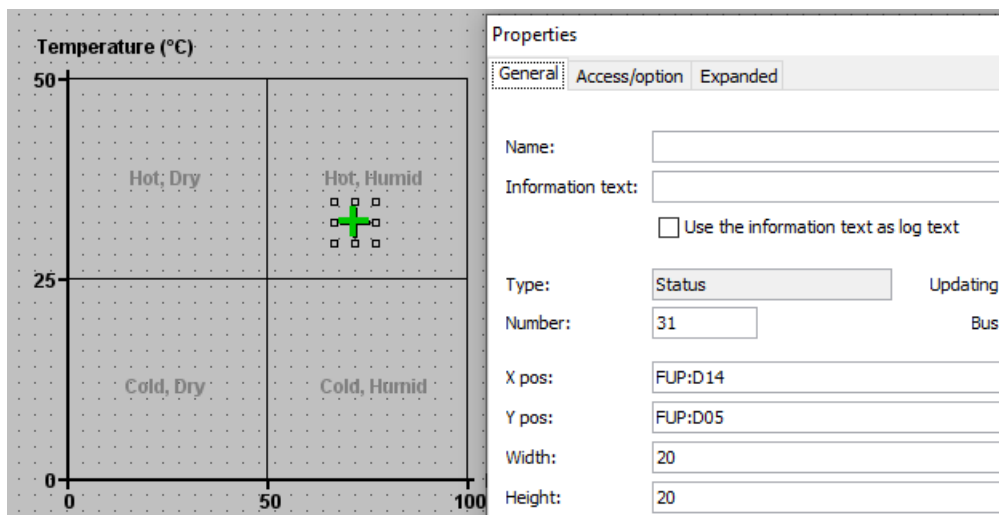 Temperature (°C)
50
Hot, Dry
Hot, Humid
25
Cold, Dry
Cold, Humid
0
0
50
100
Properties
General
Access/option
Expanded
Name:
Information text:
Use the information text as log text
Type:
Status
Updating
Number:
31
Bus
X pos:
FUP:D14
Y pos:
FUP:D05
Width:
20
Height:
20